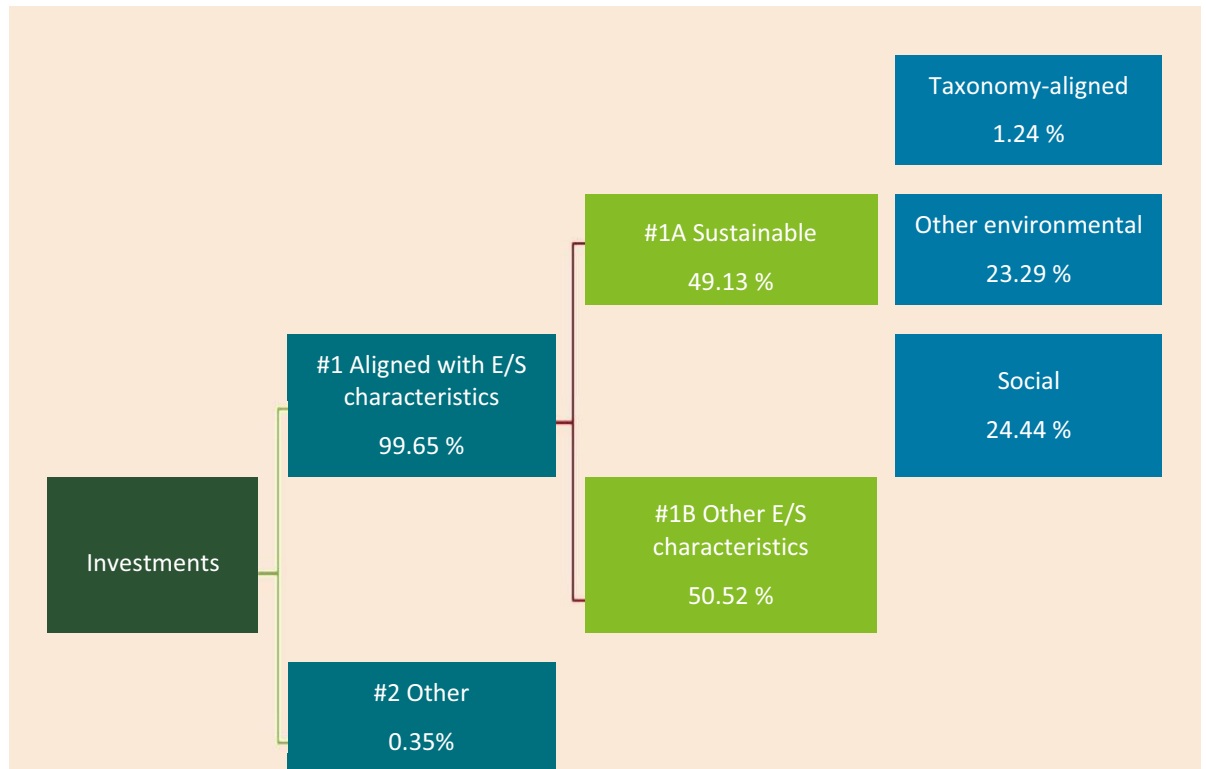 Taxonomy-aligned
1.24 %
#1A Sustainable
49.13 %
Other environmental
23.29 %
#1 Aligned with E/S
characteristics
99.65 %
Social
24.44 %
Investments
#1B Other E/S
characteristics
50.52 %
#2 Other
0.35%